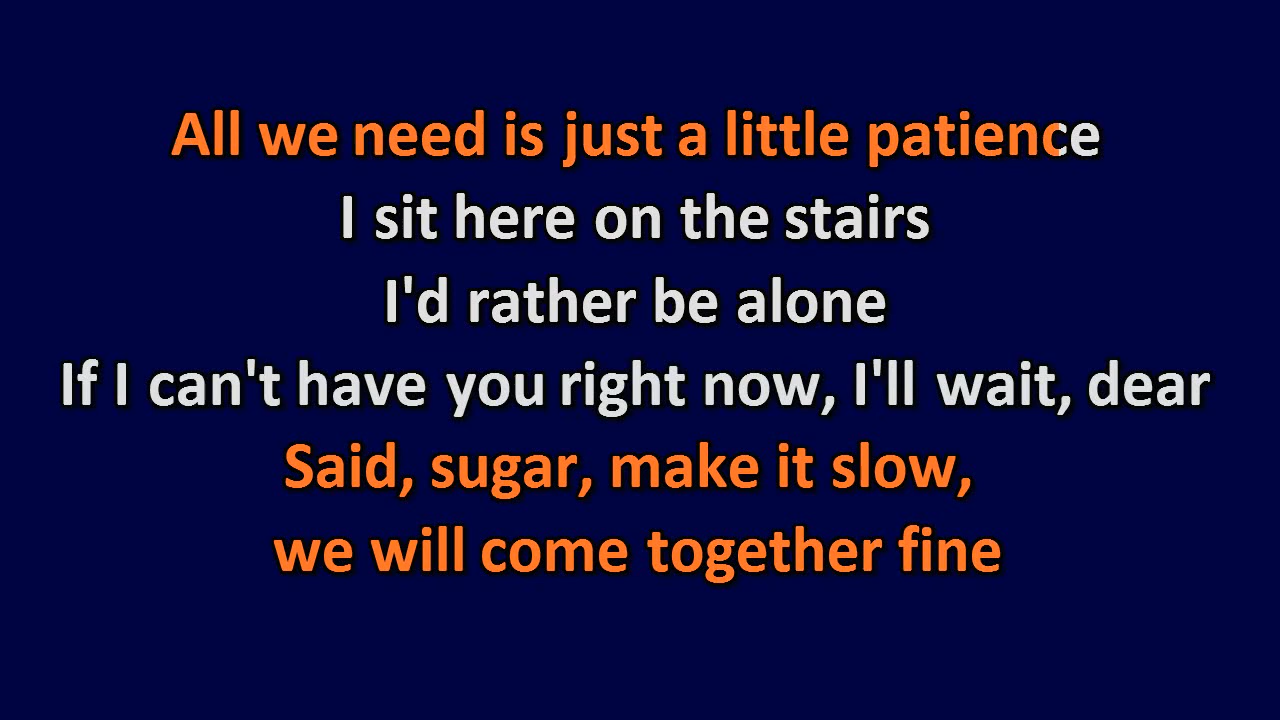 All we need is just a little patience
I sit here on the stairs
I'd rather be alone
If I can't have you right now, I'll wait, dear
Said, sugar, make it slow,
we will come together fine